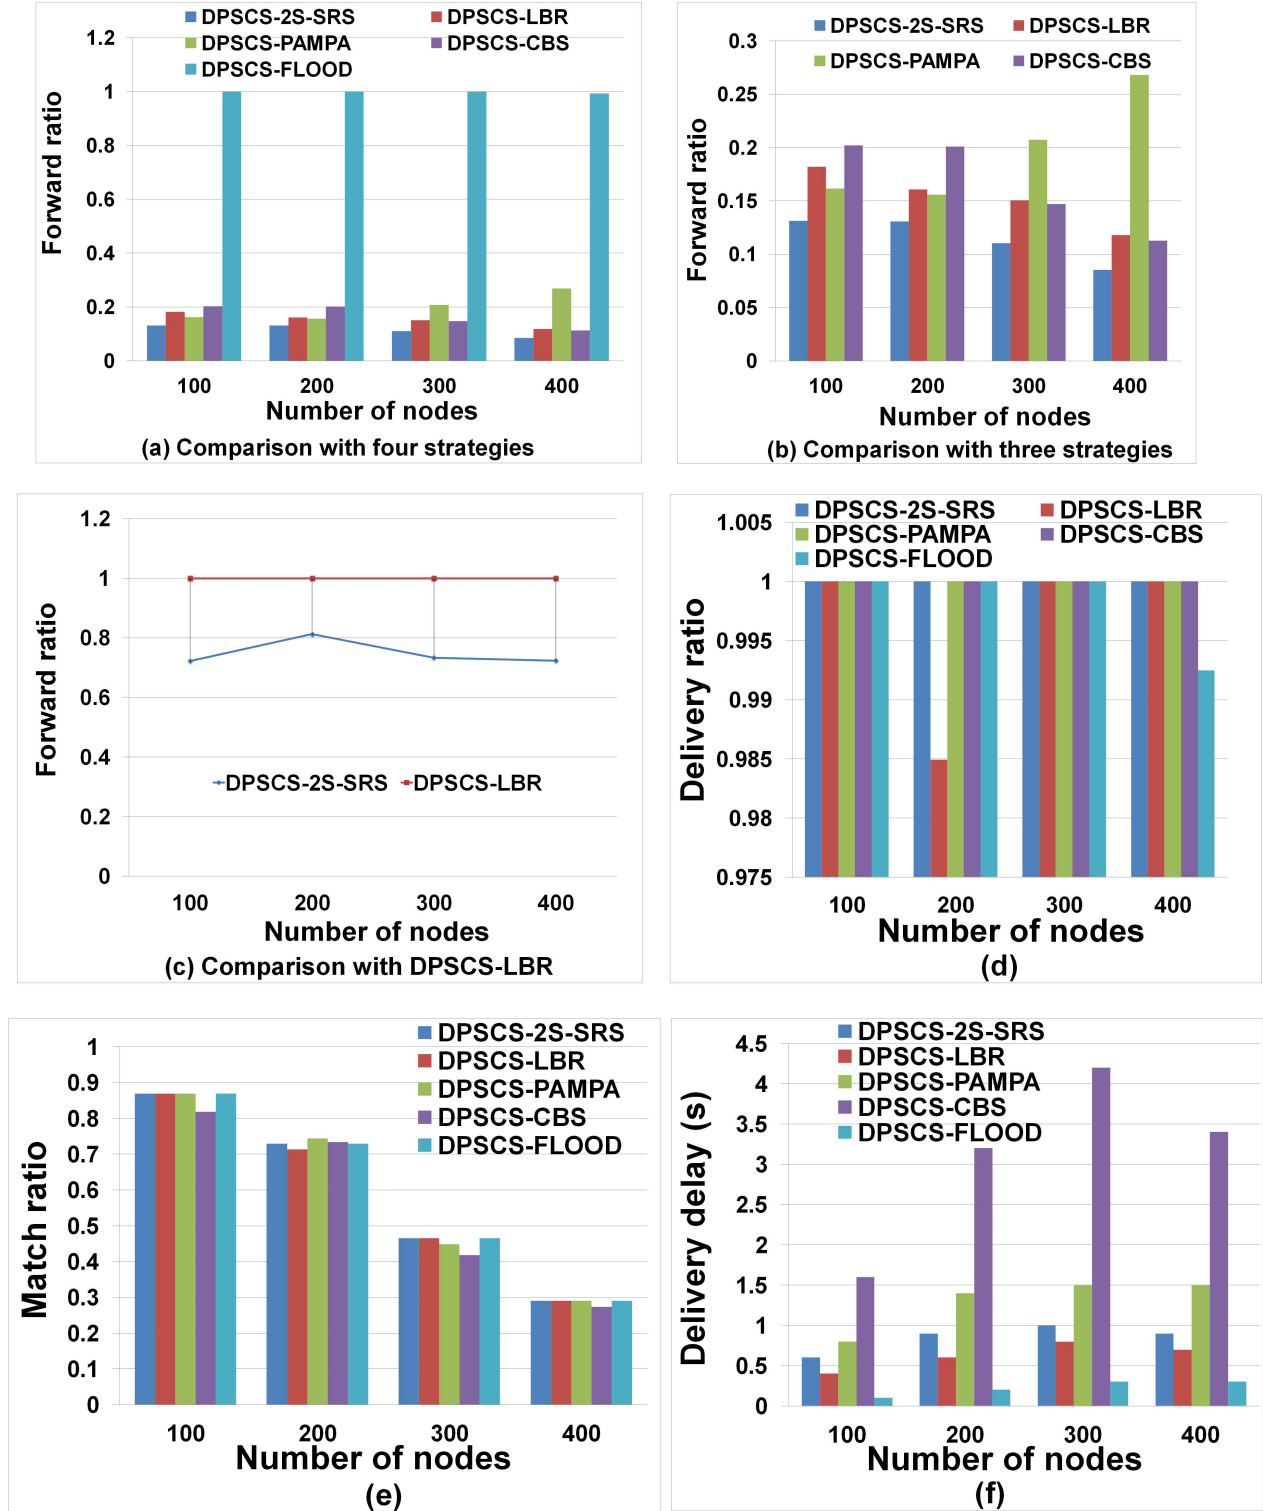 DPSCS-2S-SRS DPSCS-LBR
DPSCS-PAMPA DPSCS-CBS
DPSCS-FLOOD
1.2
1
0.8
0.6
0.4
0.2
0
Forward ratio
100 200 300 400
Number of nodes
(a) Comparison with four strategies
DPSCS-2S-SRS DPSCS-LBR
DPSCS-PAMPA DPSCS-CBS
0.3
0.25
0.2
0.15
0.1
0.05
0
Forward ratio
100 200 300 400
Number of nodes
(b) Comparison with three strategies
1.2
1
0.8
0.6
0.4
0.2
0
Forward ratio
DPSCS-2S-SRS DPSCS-LBR
100 200 300 400
Number of nodes
(c) Comparison with DPSCS-LBR
DPSCS-2S-SRS DPSCS-LBR
DPSCS-PAMPA DPSCS-CBS
DPSCS-FLOOD
1.005
1
0.995
0.99
0.985
0.98
0.975
Delivery ratio
100 200 300 400
Number of nodes
(d)
DPSCS-2S-SRS
DPSCS-LBR
DPSCS-PAMPA
DPSCS-CBS
DPSCS-FLOOD
1
0.9
0.8
0.7
0.6
0.5
0.4
0.3
0.2
0.1
0
Match ratio
100 200 300 400
Number of nodes
(e)
DPSCS-2S-SRS
DPSCS-LBR
DPSCS-PAMPA
DPSCS-CBS
DPSCS-FLOOD
4.5
4
3.5
3
2.5
2
1.5
1
0.5
0
Delivery delay (s)
100 200 300 400
Number of nodes
(f)